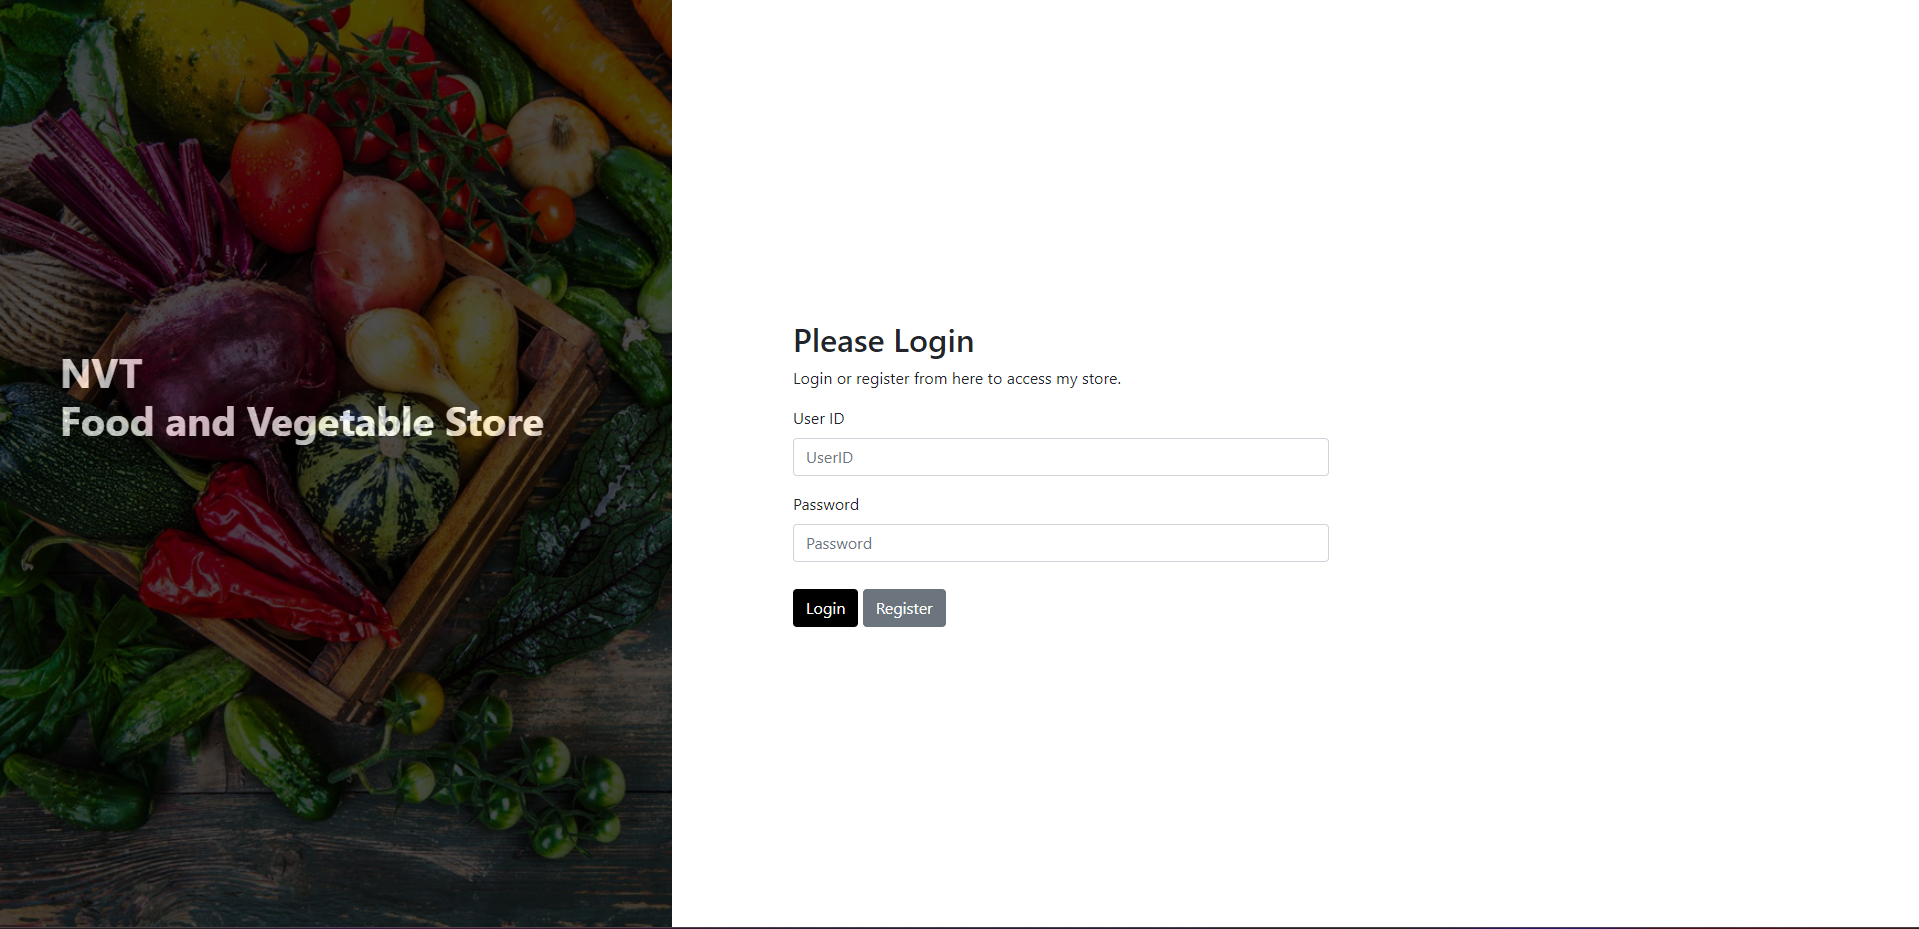 NVT
Food and Vegetable Store
Please Login
Login or register from here to access my store.
User ID
UserID
Password
Password
Login Register